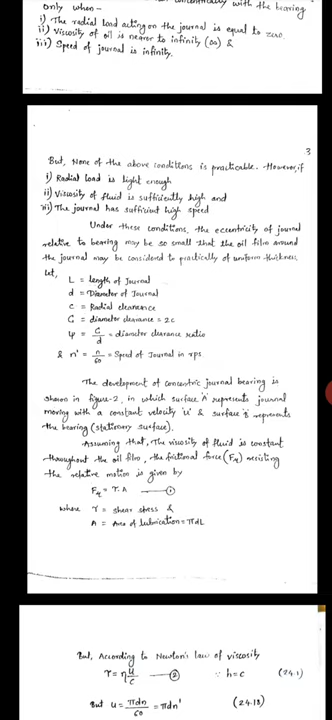 only when -
i) The radial load acting on the journal is equal to zero.
ii) Viscosity of oil is nearer to infinity (∞) &
iii) Speed of journal is infinity.
3
But, None of the above conditions is practicable. However, if
i) Radial load is light enough
ii) Viscosity of fluid is sufficiently high and
iii) The journal has sufficient high speed
Under these conditions, the eccentricity of journal
relative to bearing may be so small that the oil film around
the journal may be considered to practically of uniform thickness.
Let,
L = length of Journal
d = Diameter of Journal
c = Radial clearance
C = diameter clearance = 2c
ψ = C/d = diameter clearance ratio
& n' = n/60 = Speed of Journal in rps
The development of concentric journal bearing is
shown in figure-2, in which surface 'A' represents journal
moving with a constant velocity 'u' & surface represents
the bearing (stationary surface).
Assuming that, The viscosity of fluid is constant
throughout the oil film, the frictional force (Fη) resisting
the relative motion is given by
Fη = τ. A —— ①
where τ = shear stress &
A = Area of lubrication = πdL
But, According to Newton's law of viscosity
τ = η u/c —— ② ∵ h = c (24.1)
But u = πdn/60 = πdn' (24.13)